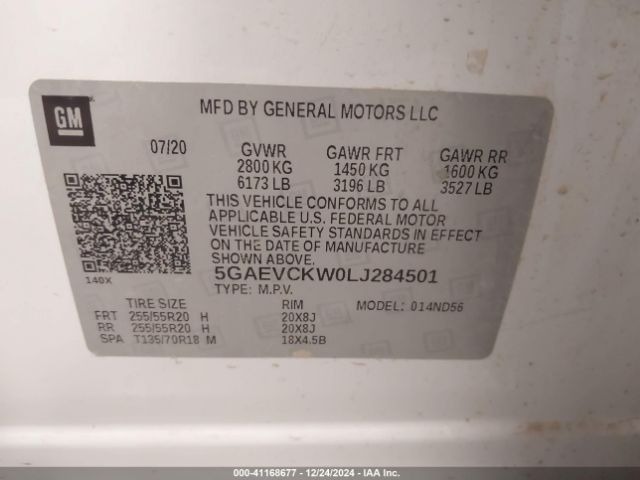 GM
MFD BY GENERAL MOTORS LLC
07/20 GVWR GAWR FRT GAWR RR
2800 KG 1450 KG 1600 KG
6173 LB 3196 LB 3527 LB
THIS VEHICLE CONFORMS TO ALL
APPLICABLE U.S. FEDERAL MOTOR
VEHICLE SAFETY STANDARDS IN EFFECT
ON THE DATE OF MANUFACTURE
SHOWN ABOVE.
140X
5GAEVCKW0LJ284501
TYPE: M.P.V.
TIRE SIZE RIM MODEL: 014ND56
FRT 255/55R20 H 20X8J
RR 255/55R20 H 20X8J
SPA T135/70R18 M 18X4.5B
000-41168677 - 12/24/2024 - IAAI.COM